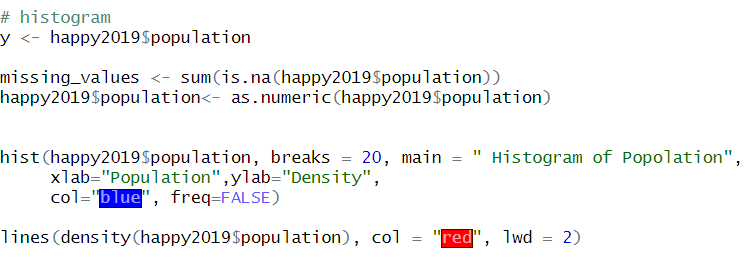 # histogram
y <- happy2019$population
missing_values <- sum(is.na(happy2019$population))
happy2019$population<- as.numeric(happy2019$population)
hist(happy2019$population, breaks = 20, main = " Histogram of Popolation",
xlab="Population",ylab="Density",
col="blue", freq=FALSE)
lines(density(happy2019$population), col = "red", lwd = 2)